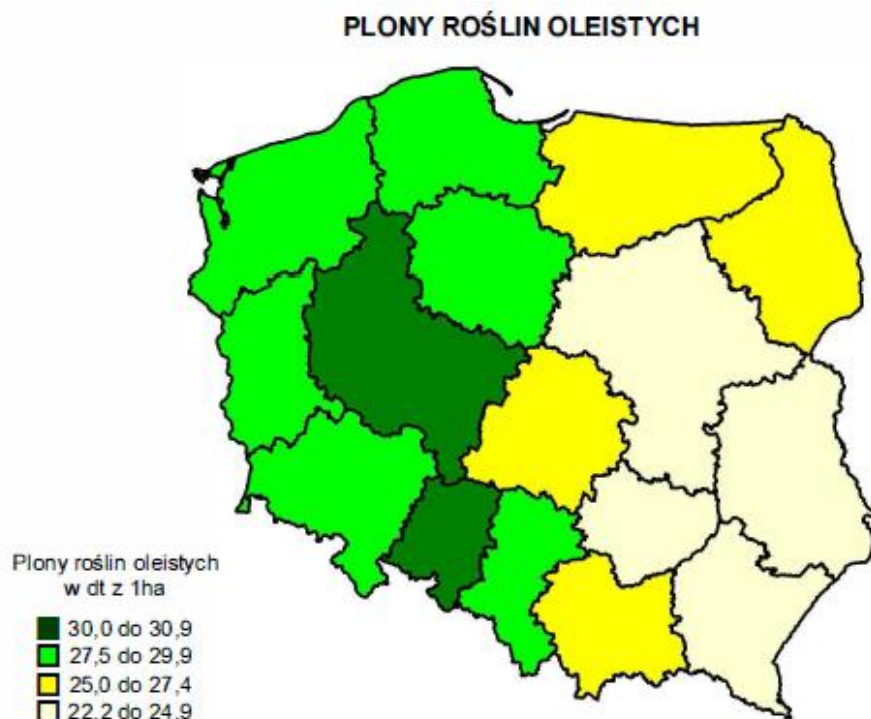 PLONY ROŚLIN OLEISTYCH
Plony roślin oleistych
w dt z 1ha
30,0 do 30,9
27,5 do 29,9
25,0 do 27,4
22,2 do 24,9